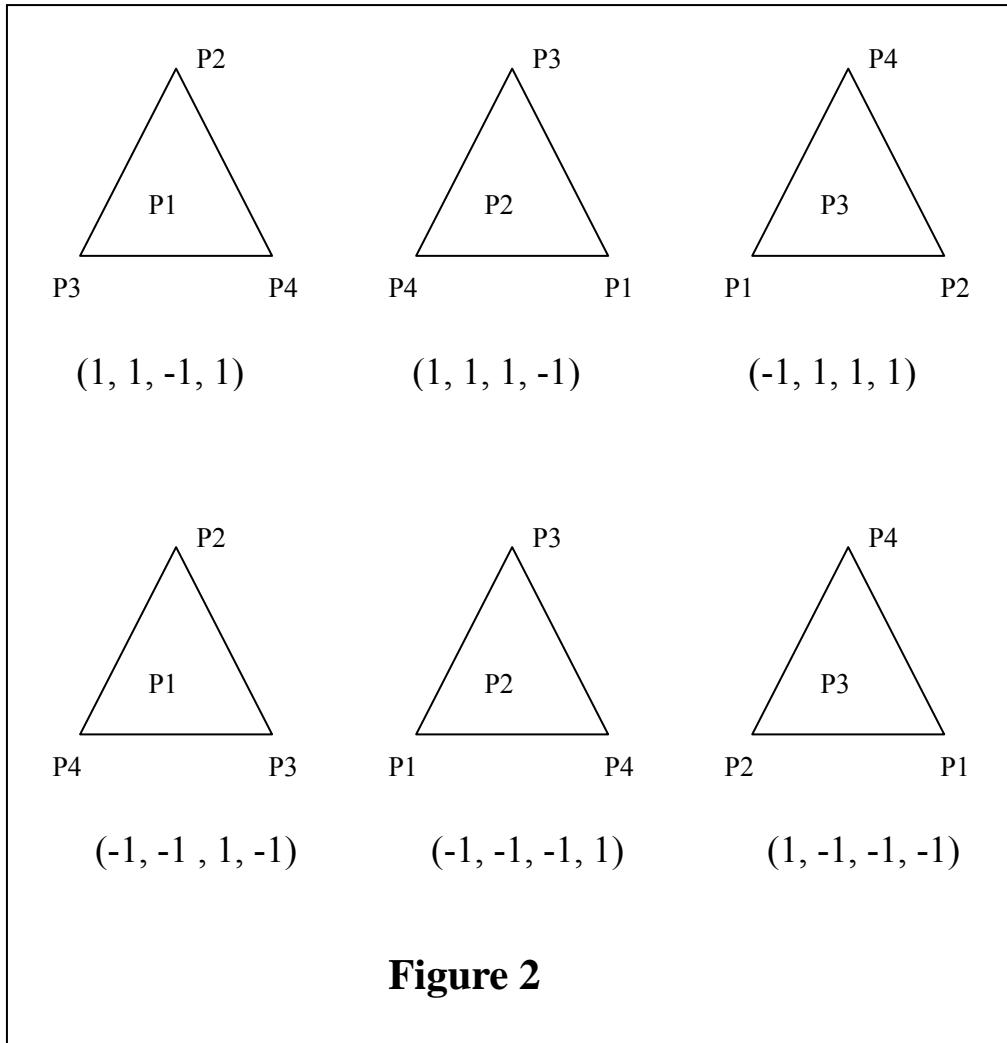 P2 P3 P4
P1 P2 P3
P3 P4 P4 P1 P1 P2
(1, 1, -1, 1) (1, 1, 1, -1) (-1, 1, 1, 1)
P2 P3 P4
P1 P2 P3
P4 P3 P1 P4 P2 P1
(-1, -1 , 1, -1) (-1, -1, -1, 1) (1, -1, -1, -1)
Figure 2